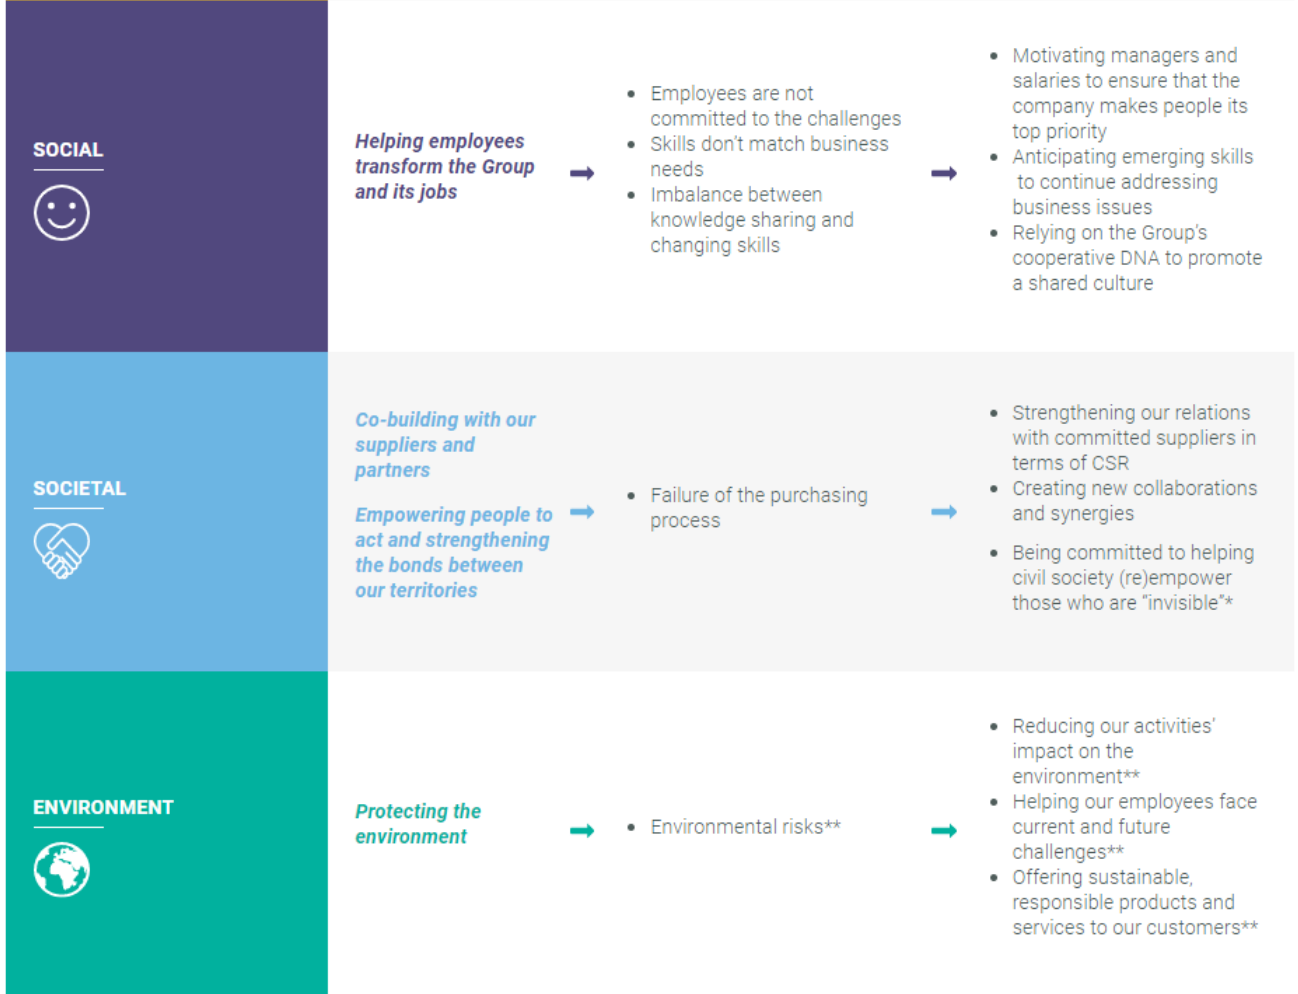 SOCIAL
Helping employees
transform the Group
and its jobs
• Employees are not
committed to the challenges
• Skills don't match business
needs
• Imbalance between
knowledge sharing and
changing skills
• Motivating managers and
salaries to ensure that the
company makes people its
top priority
• Anticipating emerging skills
to continue addressing
business issues
• Relying on the Group's
cooperative DNA to promote
a shared culture
SOCIETAL
Co-building with our
suppliers and
partners
Empowering people to
act and strengthening
the bonds between
our territories
• Failure of the purchasing
process
• Strengthening our relations
with committed suppliers in
terms of CSR
• Creating new collaborations
and synergies
• Being committed to helping
civil society (re)empower
those who are “invisible”*
ENVIRONMENT
Protecting the
environment
• Environmental risks**
• Reducing our activities'
impact on the
environment**
• Helping our employees face
current and future
challenges**
• Offering sustainable,
responsible products and
services to our customers**